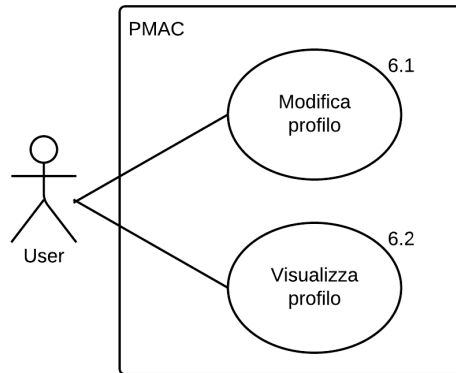 PMAC
6.1
Modifica
profilo
User
6.2
Visualizza
profilo